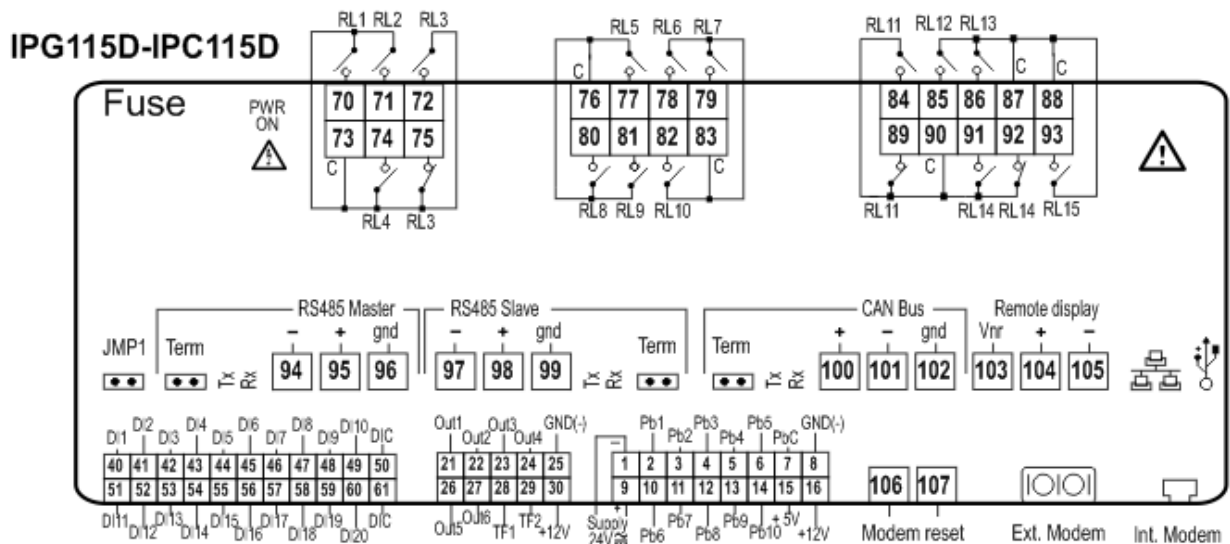 RL1 RL2 RL3 RL5 RL6 RL7 RL11 RL12 RL13
IPG115D-IPC115D
C C C
Fuse PWR ON
70 71 72 76 77 78 79 84 85 86 87 88
73 74 75 80 81 82 83 89 90 91 92 93
C C C
RL4 RL3 RL8 RL9 RL10 RL11 RL14 RL14 RL15
RS485 Master RS485 Slave CAN Bus Remote display
− + gnd − + gnd + − gnd Vnr + −
JMP1 Term Term Term
Tx Rx 94 95 96 97 98 99 Tx Rx Tx Rx 100 101 102 103 104 105
DI1 DI2 DI3 DI4 DI5 DI6 DI7 DI8 DI9 DI10 DIC Out1 Out2 Out3 Out4 GND(-) − Pb1 Pb2 Pb3 Pb4 Pb5 PbC GND(-)
40 41 42 43 44 45 46 47 48 49 50 21 22 23 24 25 1 2 3 4 5 6 7 8
51 52 53 54 55 56 57 58 59 60 61 26 27 28 29 30 9 10 11 12 13 14 15 16 106 107
DI11 DI12 DI13 DI14 DI15 DI16 DI17 DI18 DI19 DI20 DIC Out5 Out6 TF1 TF2 +12V + Supply Pb6 Pb7 Pb8 Pb9 Pb10 + 5V +12V Modem reset Ext. Modem Int. Modem
24V